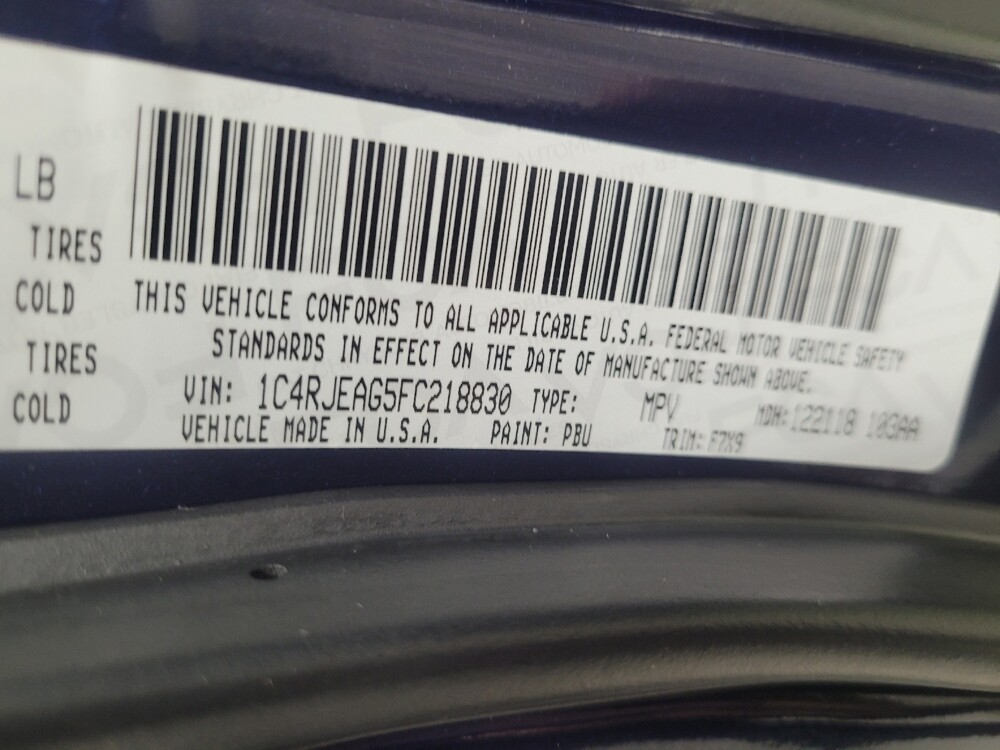 LB
TIRES
COLD
TIRES
COLD
THIS VEHICLE CONFORMS TO ALL APPLICABLE U.S.A. FEDERAL MOTOR VEHICLE SAFETY
STANDARDS IN EFFECT ON THE DATE OF MANUFACTURE SHOWN ABOVE.
VIN: 1C4RJEAG5FC218830 TYPE: MPV MDH:122118 103AA
VEHICLE MADE IN U.S.A. PAINT: PBU TRIM: F7X9